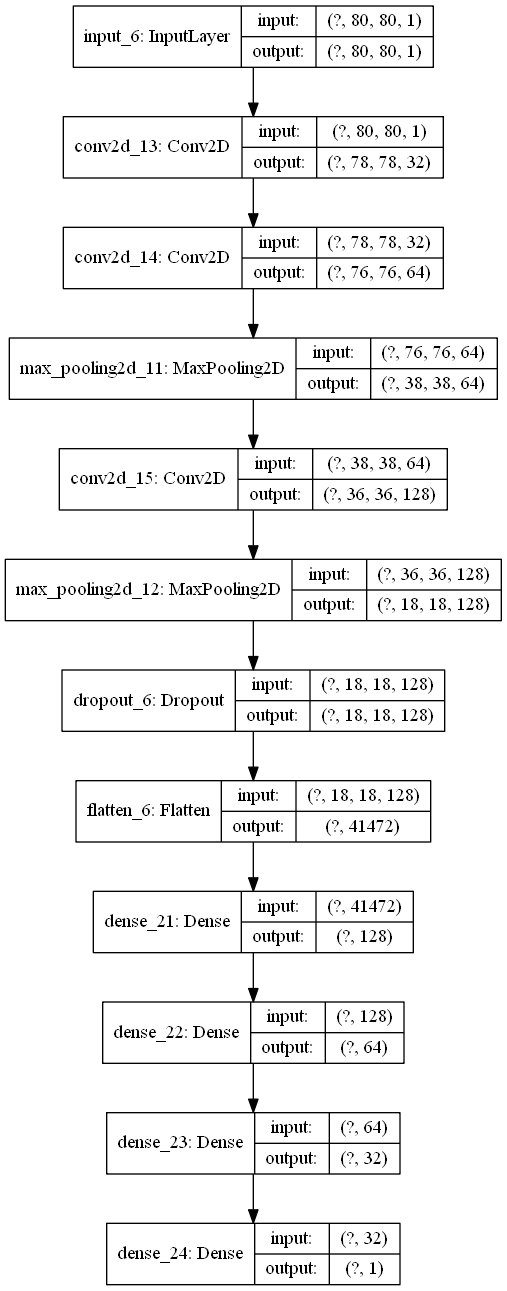 input_6: InputLayer
input: (?, 80, 80, 1)
output: (?, 80, 80, 1)
conv2d_13: Conv2D
input: (?, 80, 80, 1)
output: (?, 78, 78, 32)
conv2d_14: Conv2D
input: (?, 78, 78, 32)
output: (?, 76, 76, 64)
max_pooling2d_11: MaxPooling2D
input: (?, 76, 76, 64)
output: (?, 38, 38, 64)
conv2d_15: Conv2D
input: (?, 38, 38, 64)
output: (?, 36, 36, 128)
max_pooling2d_12: MaxPooling2D
input: (?, 36, 36, 128)
output: (?, 18, 18, 128)
dropout_6: Dropout
input: (?, 18, 18, 128)
output: (?, 18, 18, 128)
flatten_6: Flatten
input: (?, 18, 18, 128)
output: (?, 41472)
dense_21: Dense
input: (?, 41472)
output: (?, 128)
dense_22: Dense
input: (?, 128)
output: (?, 64)
dense_23: Dense
input: (?, 64)
output: (?, 32)
dense_24: Dense
input: (?, 32)
output: (?, 1)